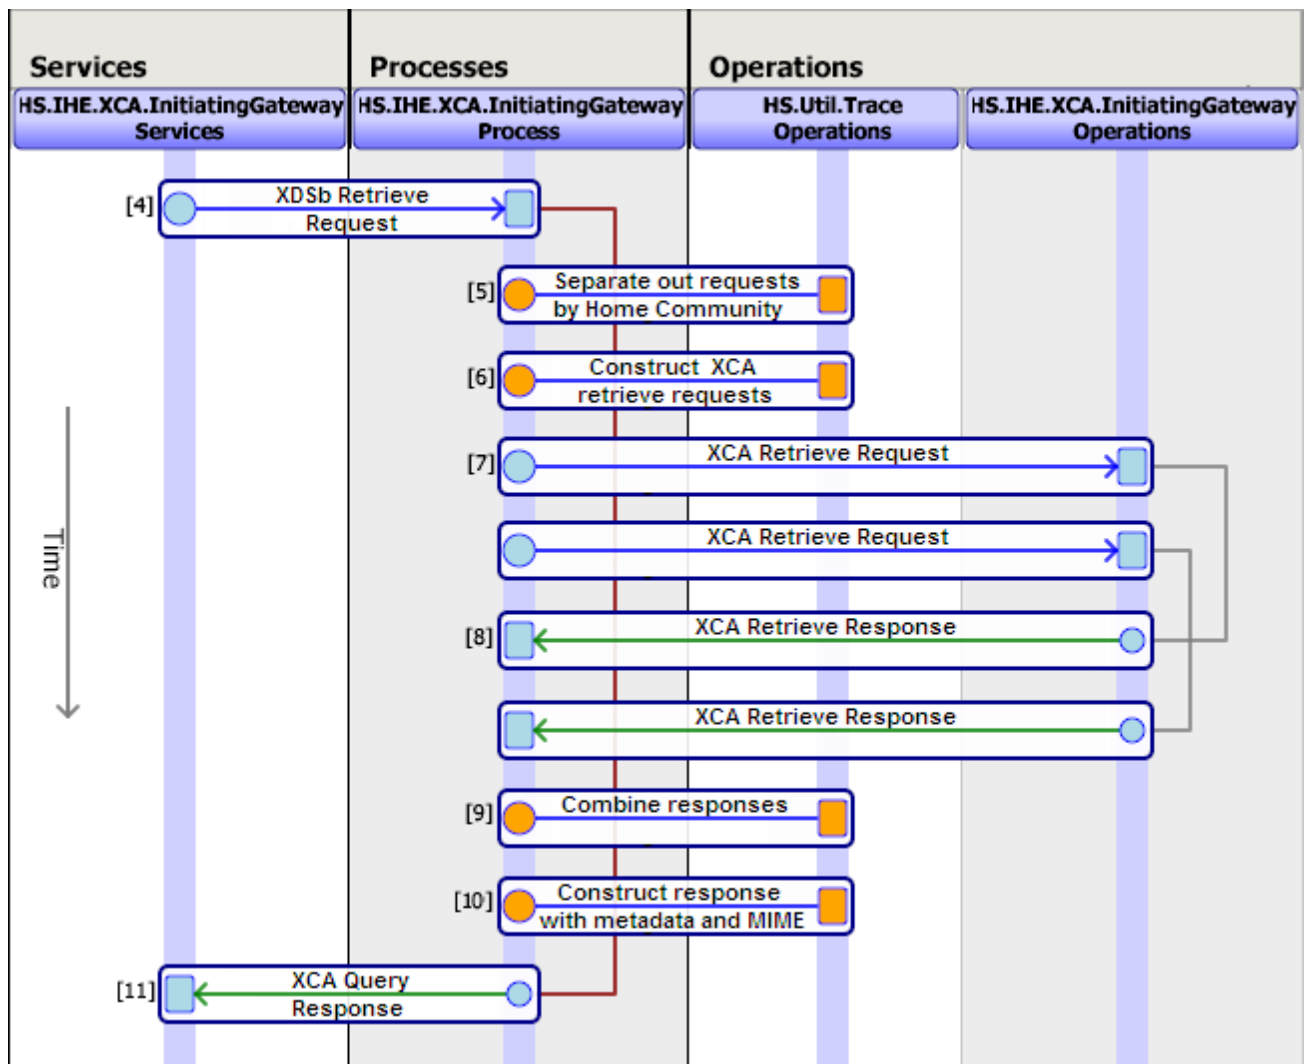 Services
Processes
Operations
HS.IHE.XCA.InitiatingGateway
Services
HS.IHE.XCA.InitiatingGateway
Process
HS.Util.Trace
Operations
HS.IHE.XCA.InitiatingGateway
Operations
[4]
XDSb Retrieve
Request
[5]
Separate out requests
by Home Community
[6]
Construct XCA
retrieve requests
[7]
XCA Retrieve Request
XCA Retrieve Request
Time
[8]
XCA Retrieve Response
XCA Retrieve Response
[9]
Combine responses
[10]
Construct response
with metadada and MIME
[11]
XCA Query
Response